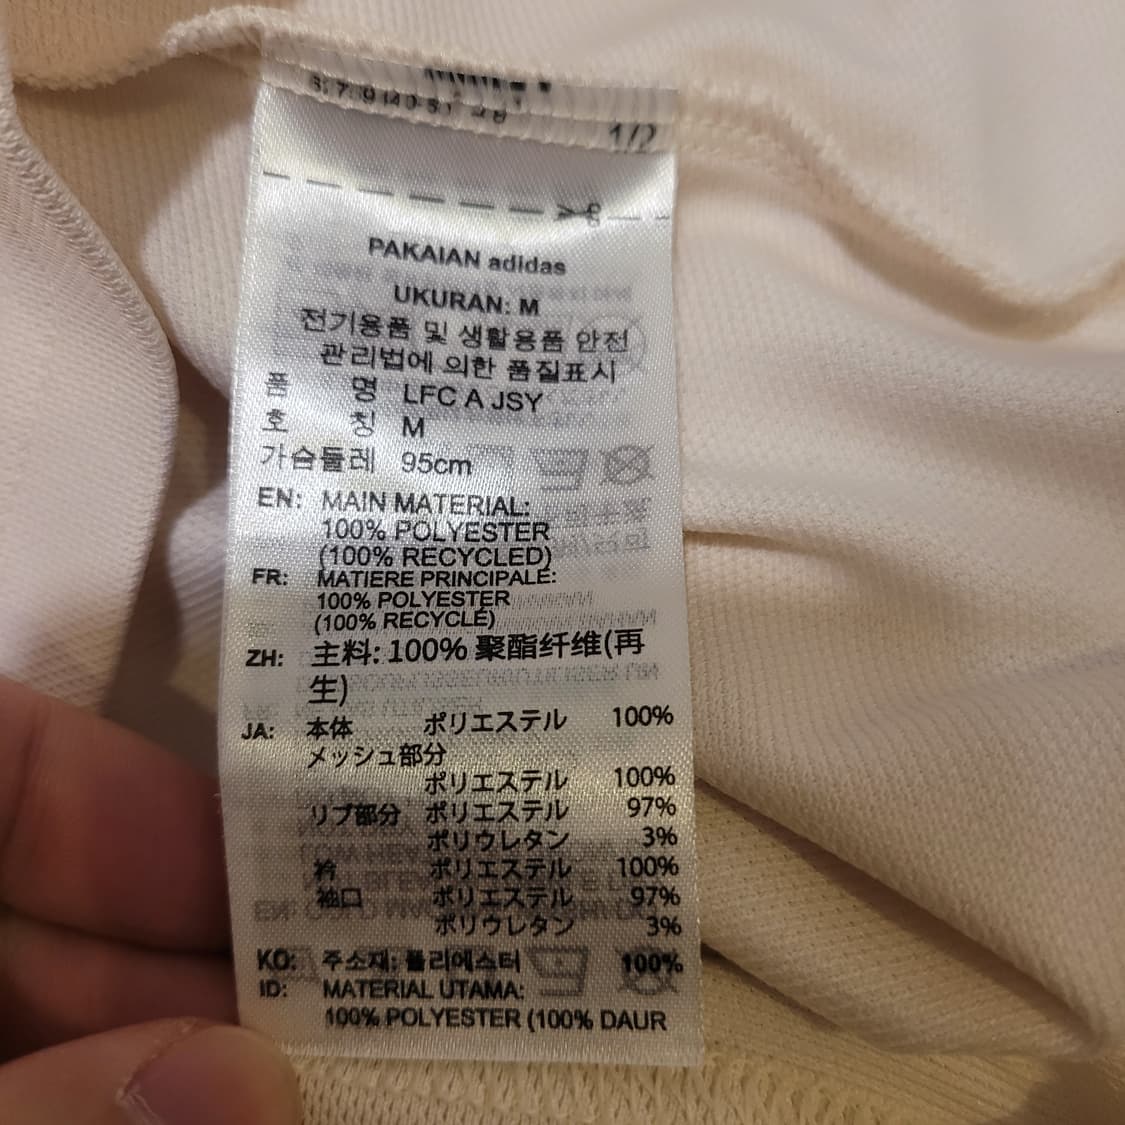 1/2
PAKAIAN adidas
UKURAN: M
전기용품 및 생활용품 안전
관리법에 의한 품질표시
품 명 LFC A JSY
호 칭 M
가슴둘레 95cm
EN: MAIN MATERIAL:
100% POLYESTER
(100% RECYCLED)
FR: MATIERE PRINCIPALE:
100% POLYESTER
(100% RECYCLÉ)
ZH: 主料: 100% 聚酯纤维(再
生)
JA: 本体 ポリエステル 100%
メッシュ部分
ポリエステル 100%
リブ部分 ポリエステル 97%
ポリウレタン 3%
衿 ポリエステル 100%
袖口 ポリエステル 97%
ポリウレタン 3%
KO: 주소재: 폴리에스터 100%
ID: MATERIAL UTAMA:
100% POLYESTER (100% DAUR